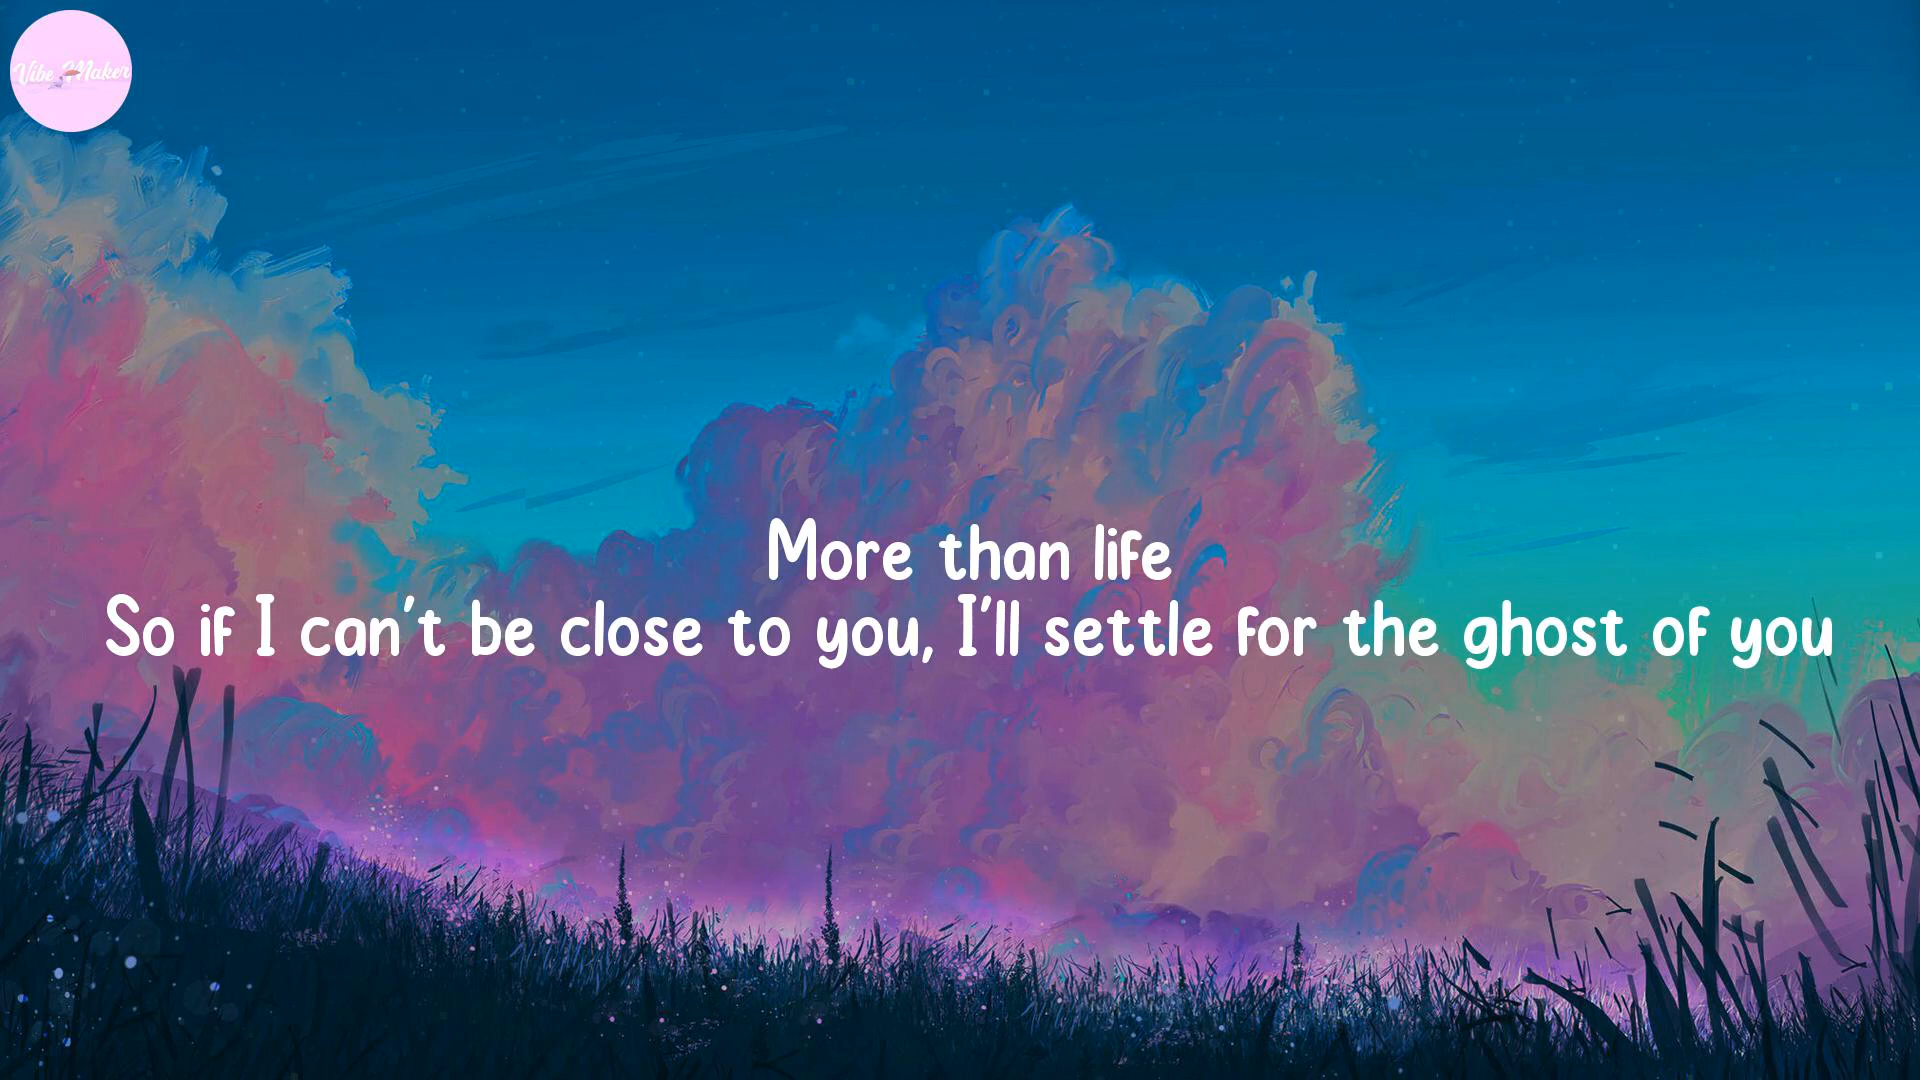 Vibe Maker
More than life
So if I can't be close to you, I'll settle for the ghost of you